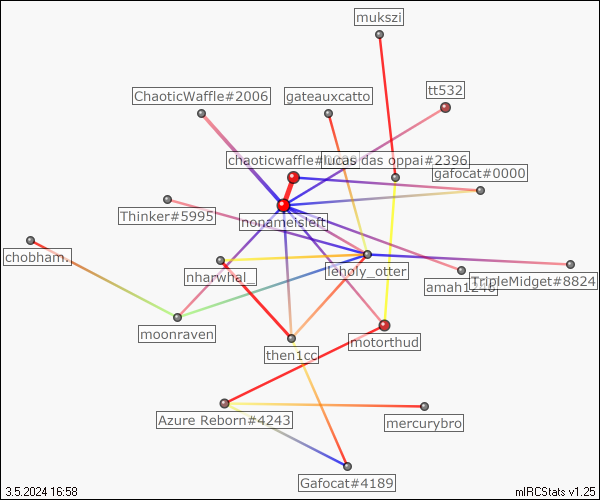 mukszi
tt532
ChaoticWaffle#2006
gateauxcatto
lucas das oppai#2396
chaoticwaffle#
gafocat#0000
Thinker#5995
nonameisleft
chobham.
leholy_otter
nharwhal_
amah1248
TripleMidget#8824
moonraven
motorthud
then1cc
Azure Reborn#4243
mercurybro
Gafocat#4189
3.5.2024 16:58
mIRCStats v1.25